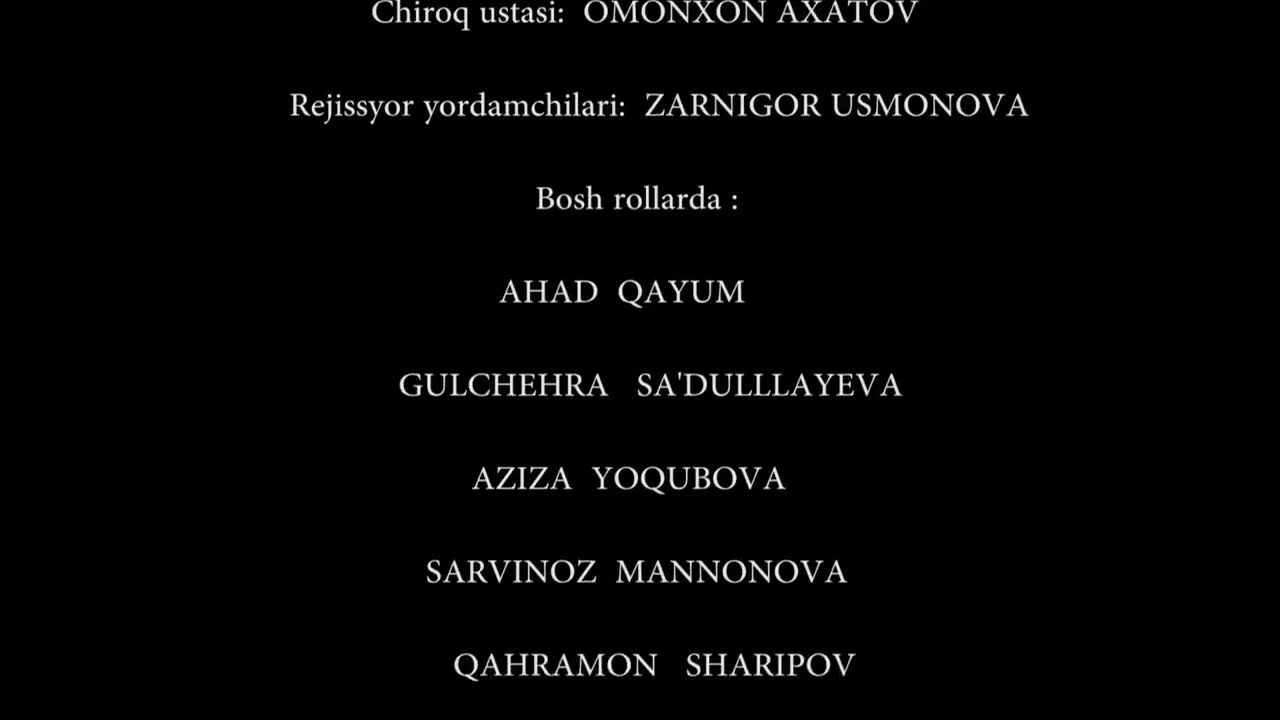 Chiroq ustasi: OMONXON AXATOV
Rejissyor yordamchilari: ZARNIGOR USMONOVA
Bosh rollarda :
AHAD QAYUM
GULCHEHRA SA'DULLLAYEVA
AZIZA YOQUBOVA
SARVINOZ MANNONOVA
QAHRAMON SHARIPOV